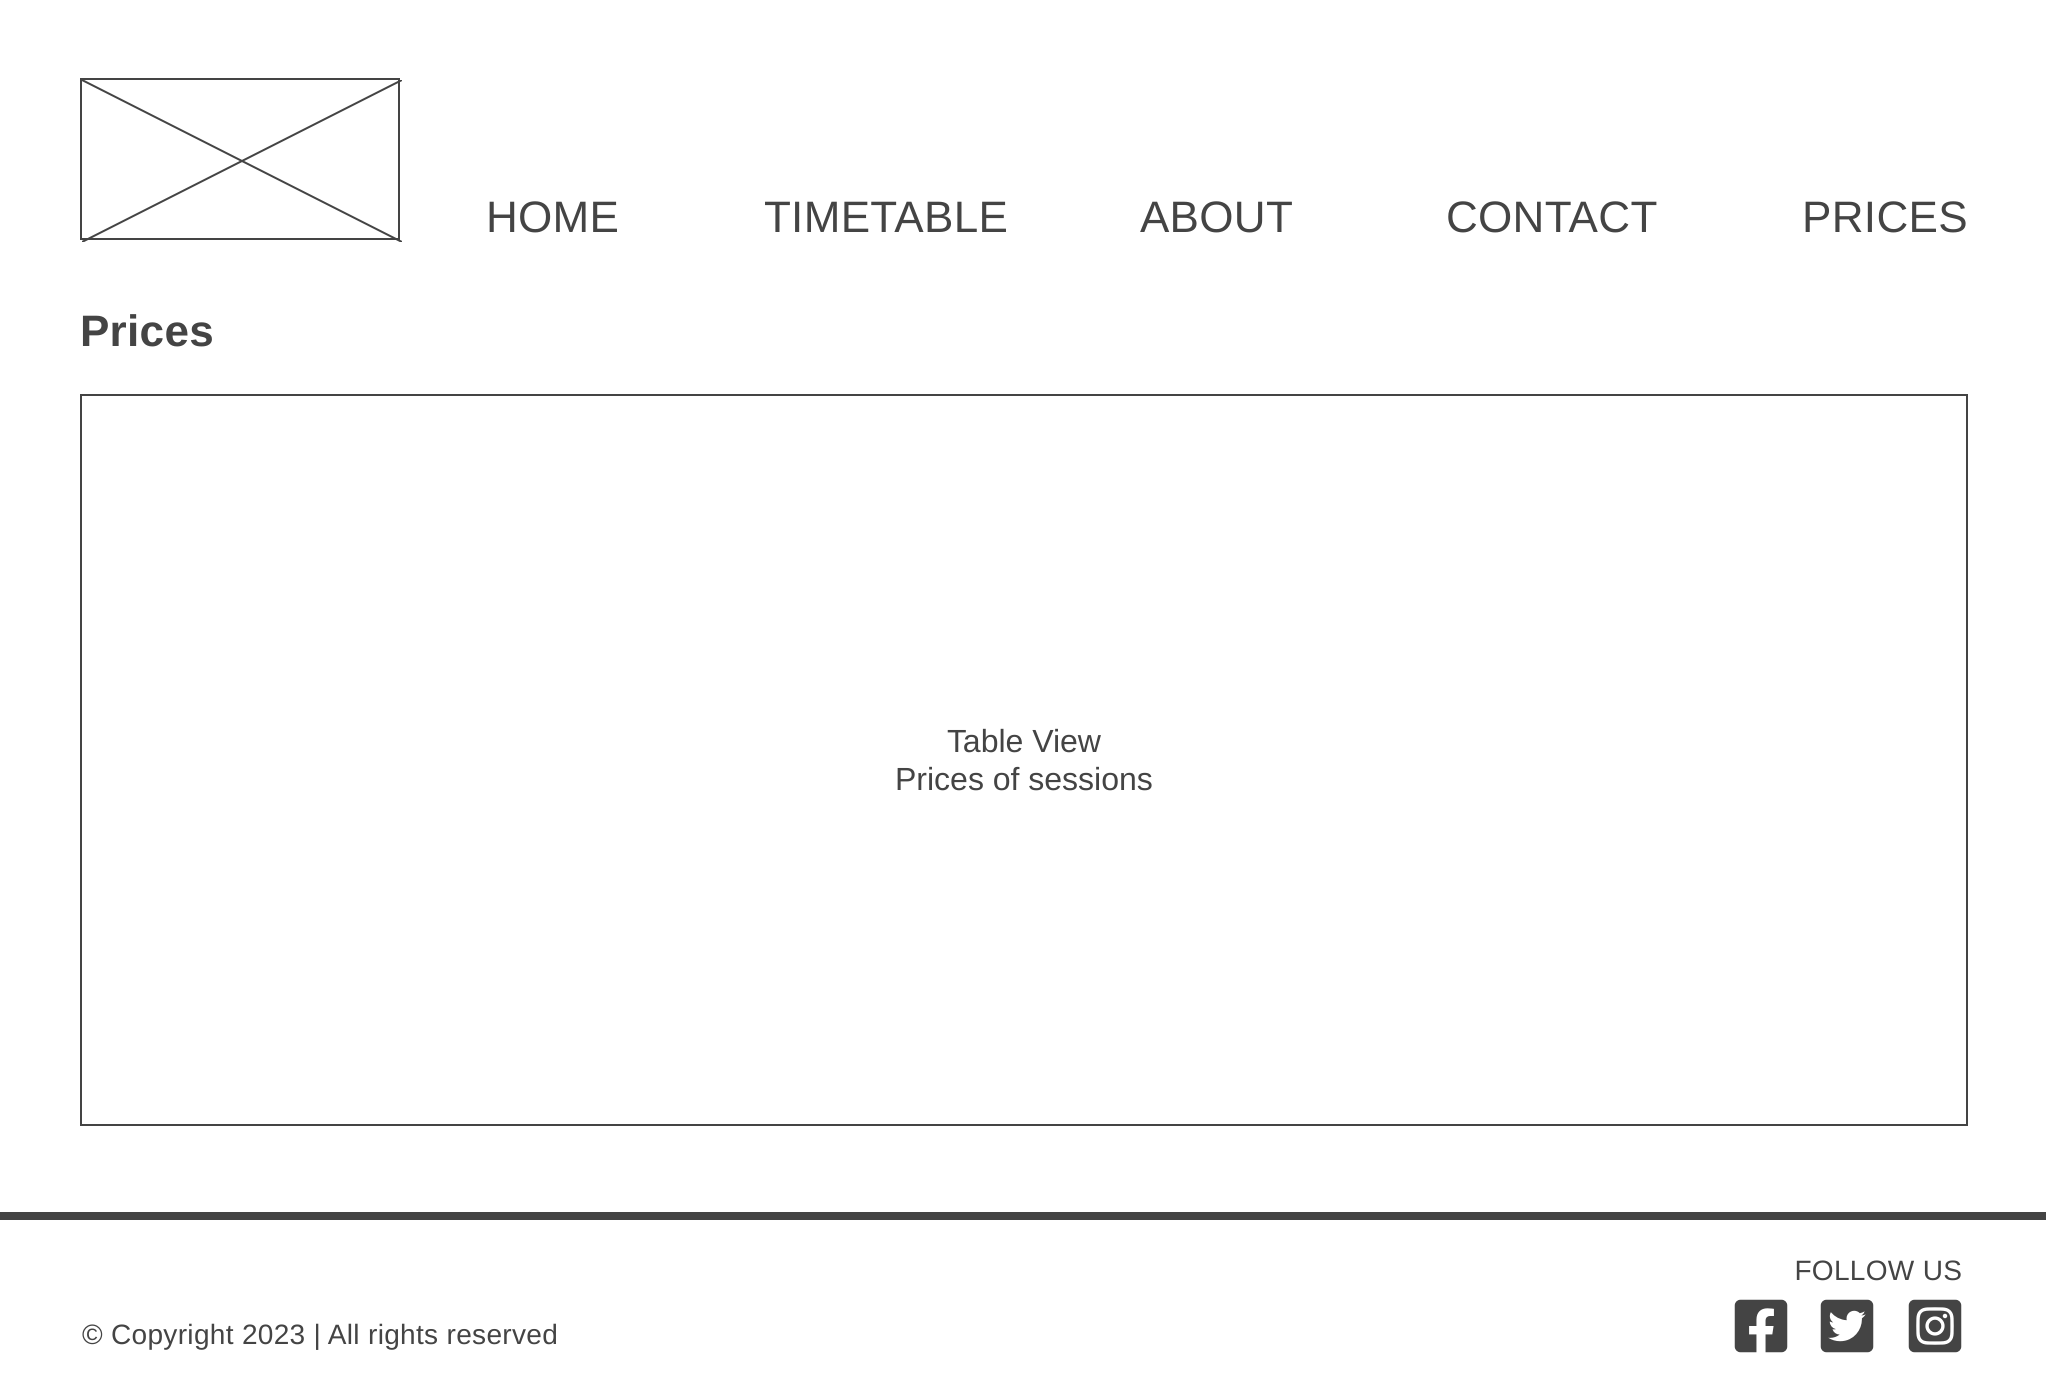 HOME TIMETABLE ABOUT CONTACT PRICES
Prices
Table View
Prices of sessions
FOLLOW US
© Copyright 2023 | All rights reserved